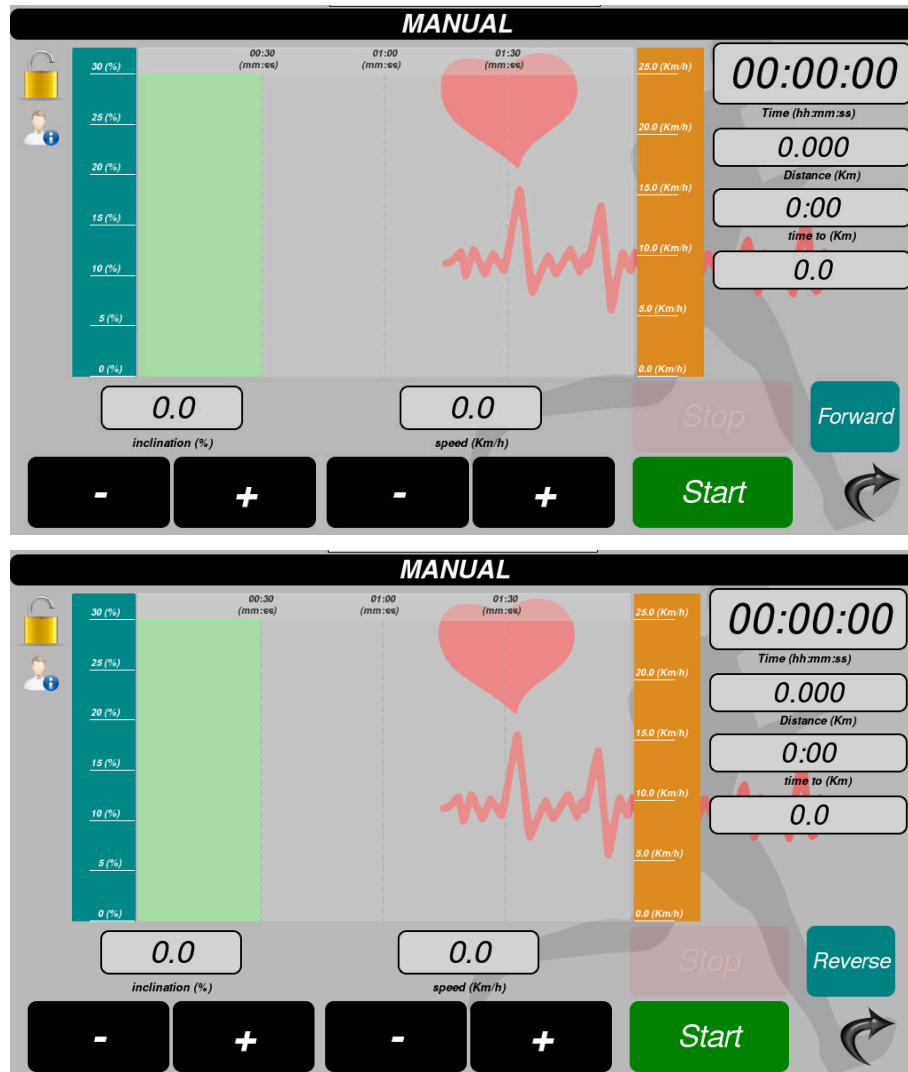 MANUAL
00:30 01:00 01:30
(mm:ss) (mm:ss) (mm:ss)
30 (%)
25 (%)
20 (%)
15 (%)
10 (%)
5 (%)
0 (%)
25.0 (Km/h)
20.0 (Km/h)
15.0 (Km/h)
10.0 (Km/h)
5.0 (Km/h)
0.0 (Km/h)
00:00:00
Time (hh:mm:ss)
0.000
Distance (Km)
0:00
time to (Km)
0.0
0.0
inclination (%)
0.0
speed (Km/h)
Stop
Forward
- + - +
Start
MANUAL
00:30 01:00 01:30
(mm:ss) (mm:ss) (mm:ss)
30 (%)
25 (%)
20 (%)
15 (%)
10 (%)
5 (%)
0 (%)
25.0 (Km/h)
20.0 (Km/h)
15.0 (Km/h)
10.0 (Km/h)
5.0 (Km/h)
0.0 (Km/h)
00:00:00
Time (hh:mm:ss)
0.000
Distance (Km)
0:00
time to (Km)
0.0
0.0
inclination (%)
0.0
speed (Km/h)
Stop
Reverse
- + - +
Start